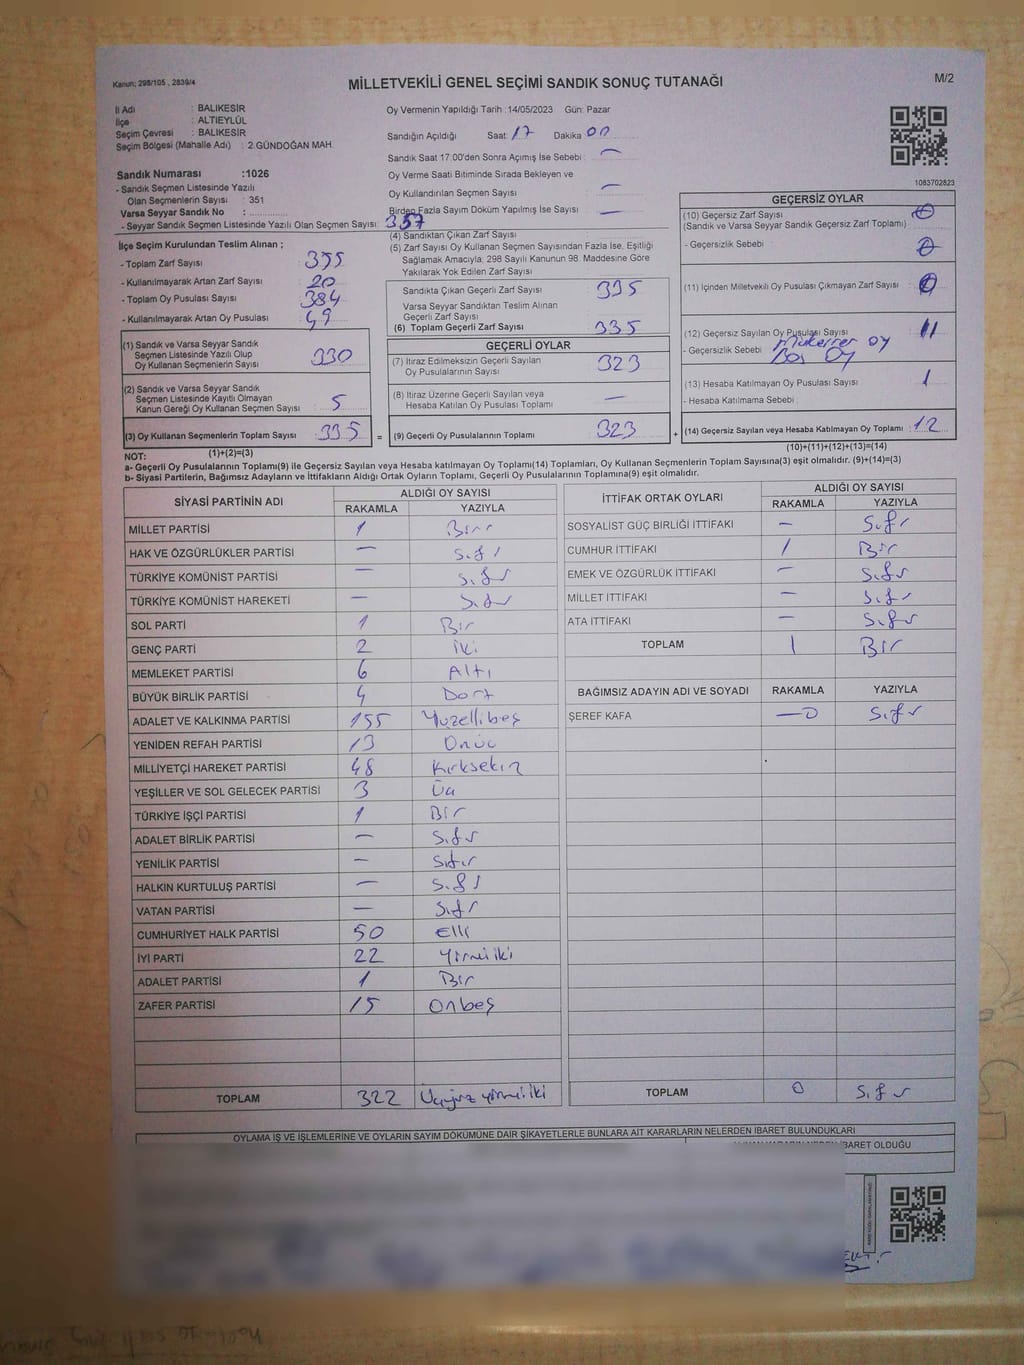 Kanun; 298/105 , 2839/4
MİLLETVEKİLİ GENEL SEÇİMİ SANDIK SONUÇ TUTANAĞI
M/2
İl Adı : BALIKESİR
İlçe : ALTIEYLÜL
Seçim Çevresi : BALIKESİR
Seçim Bölgesi (Mahalle Adı) : 2.GÜNDOĞAN MAH.
Sandık Numarası :1026
- Sandık Seçmen Listesinde Yazılı
Olan Seçmenlerin Sayısı : 351
Varsa Seyyar Sandık No : ..............
- Seyyar Sandık Seçmen Listesinde Yazılı Olan Seçmen Sayısı:
Oy Vermenin Yapıldığı Tarih :14/05/2023 Gün: Pazar
Sandığın Açıldığı Saat: 17 Dakika 00
Sandık Saat 17.00'den Sonra Açımış İse Sebebi : —
Oy Verme Saati Bitiminde Sırada Bekleyen ve
Oy Kullandırılan Seçmen Sayısı —
Birden Fazla Sayım Döküm Yapılmış İse Sayısı —
357
1083702823
İlçe Seçim Kurulundan Teslim Alınan ;
- Toplam Zarf Sayısı : 355
- Kullanılmayarak Artan Zarf Sayısı : 20
- Toplam Oy Pusulası Sayısı : 384
- Kullanılmayarak Artan Oy Pusulası : 49
(1) Sandık ve Varsa Seyyar Sandık
Seçmen Listesinde Yazılı Olup
Oy Kullanan Seçmenlerin Sayısı : 330
(2) Sandık ve Varsa Seyyar Sandık
Seçmen Listesinde Kayıtlı Olmayan
Kanun Gereği Oy Kullanan Seçmen Sayısı : 5
(3) Oy Kullanan Seçmenlerin Toplam Sayısı : 335
(1)+(2)=(3)
=
(4) Sandıktan Çıkan Zarf Sayısı
(5) Zarf Sayısı Oy Kullanan Seçmen Sayısından Fazla İse, Eşitliği
Sağlamak Amacıyla; 298 Sayılı Kanunun 98. Maddesine Göre
Yakılarak Yok Edilen Zarf Sayısı
Sandıkta Çıkan Geçerli Zarf Sayısı : 335
Varsa Seyyar Sandıktan Teslim Alınan
Geçerli Zarf Sayısı
(6) Toplam Geçerli Zarf Sayısı : 335
GEÇERLİ OYLAR
(7) İtiraz Edilmeksizin Geçerli Sayılan
Oy Pusulalarının Sayısı : 323
(8) İtiraz Üzerine Geçerli Sayılan veya
Hesaba Katılan Oy Pusulası Toplamı : —
(9) Geçerli Oy Pusulalarının Toplamı : 323
+
GEÇERSİZ OYLAR
(10) Geçersiz Zarf Sayısı
(Sandık ve Varsa Seyyar Sandık Geçersiz Zarf Toplamı)
- Geçersizlik Sebebi :
(11) İçinden Milletvekili Oy Pusulası Çıkmayan Zarf Sayısı :
(12) Geçersiz Sayılan Oy Pusulası Sayısı : 11
- Geçersizlik Sebebi : Mükerrer oy
Boş Oy
(13) Hesaba Katılmayan Oy Pusulası Sayısı : 1
- Hesaba Katılmama Sebebi :
(14) Geçersiz Sayılan veya Hesaba Katılmayan Oy Toplamı : 12
(10)+(11)+(12)+(13)=(14)
NOT:
a- Geçerli Oy Pusulalarının Toplamı(9) ile Geçersiz Sayılan veya Hesaba katılmayan Oy Toplamı(14) Toplamları, Oy Kullanan Seçmenlerin Toplam Sayısına(3) eşit olmalıdır. (9)+(14)=(3)
b- Siyasi Partilerin, Bağımsız Adayların ve İttifakların Aldığı Ortak Oyların Toplamı, Geçerli Oy Pusulalarının Toplamına(9) eşit olmalıdır.
SİYASİ PARTİNİN ADI
ALDIĞI OY SAYISI
RAKAMLA YAZIYLA
MİLLET PARTİSİ 1 Bir
HAK VE ÖZGÜRLÜKLER PARTİSİ — Sıfır
TÜRKİYE KOMÜNİST PARTİSİ — Sıfır
TÜRKİYE KOMÜNİST HAREKETİ — Sıfır
SOL PARTİ 1 Bir
GENÇ PARTİ 2 İki
MEMLEKET PARTİSİ 6 Altı
BÜYÜK BİRLİK PARTİSİ 4 Dört
ADALET VE KALKINMA PARTİSİ 155 Yüzellibeş
YENİDEN REFAH PARTİSİ 13 Onüç
MİLLİYETÇİ HAREKET PARTİSİ 48 Kırksekiz
YEŞİLLER VE SOL GELECEK PARTİSİ 3 Üç
TÜRKİYE İŞÇİ PARTİSİ 1 Bir
ADALET BİRLİK PARTİSİ — Sıfır
YENİLİK PARTİSİ — Sıfır
HALKIN KURTULUŞ PARTİSİ — Sıfır
VATAN PARTİSİ — Sıfır
CUMHURİYET HALK PARTİSİ 50 Elli
İYİ PARTİ 22 Yirmiiki
ADALET PARTİSİ 1 Bir
ZAFER PARTİSİ 15 Onbeş
TOPLAM 322 Üçyüz yirmiiki
İTTİFAK ORTAK OYLARI
ALDIĞI OY SAYISI
RAKAMLA YAZIYLA
SOSYALİST GÜÇ BİRLİĞİ İTTİFAKI — Sıfır
CUMHUR İTTİFAKI 1 Bir
EMEK VE ÖZGÜRLÜK İTTİFAKI — Sıfır
MİLLET İTTİFAKI — Sıfır
ATA İTTİFAKI — Sıfır
TOPLAM 1 Bir
BAĞIMSIZ ADAYIN ADI VE SOYADI RAKAMLA YAZIYLA
ŞEREF KAFA —0 Sıfır
TOPLAM 0 Sıfır
OYLAMA İŞ VE İŞLEMLERİNE VE OYLARIN SAYIM DÖKÜMÜNE DAİR ŞİKAYETLERLE BUNLARA AİT KARARLARIN NELERDEN İBARET BULUNDUKLARI
İBARET OLDUĞU